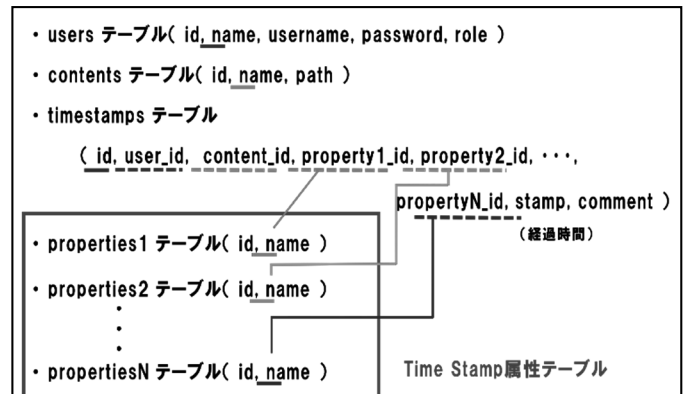 ・users テーブル( id, name, username, password, role )
・contents テーブル( id, name, path )
・timestamps テーブル
( id, user_id, content_id, property1_id, property2_id, ･･･,
propertyN_id, stamp, comment )
(経過時間)
・properties1 テーブル( id, name )
・properties2 テーブル( id, name )
・
・
・
・propertiesN テーブル( id, name )
Time Stamp属性テーブル